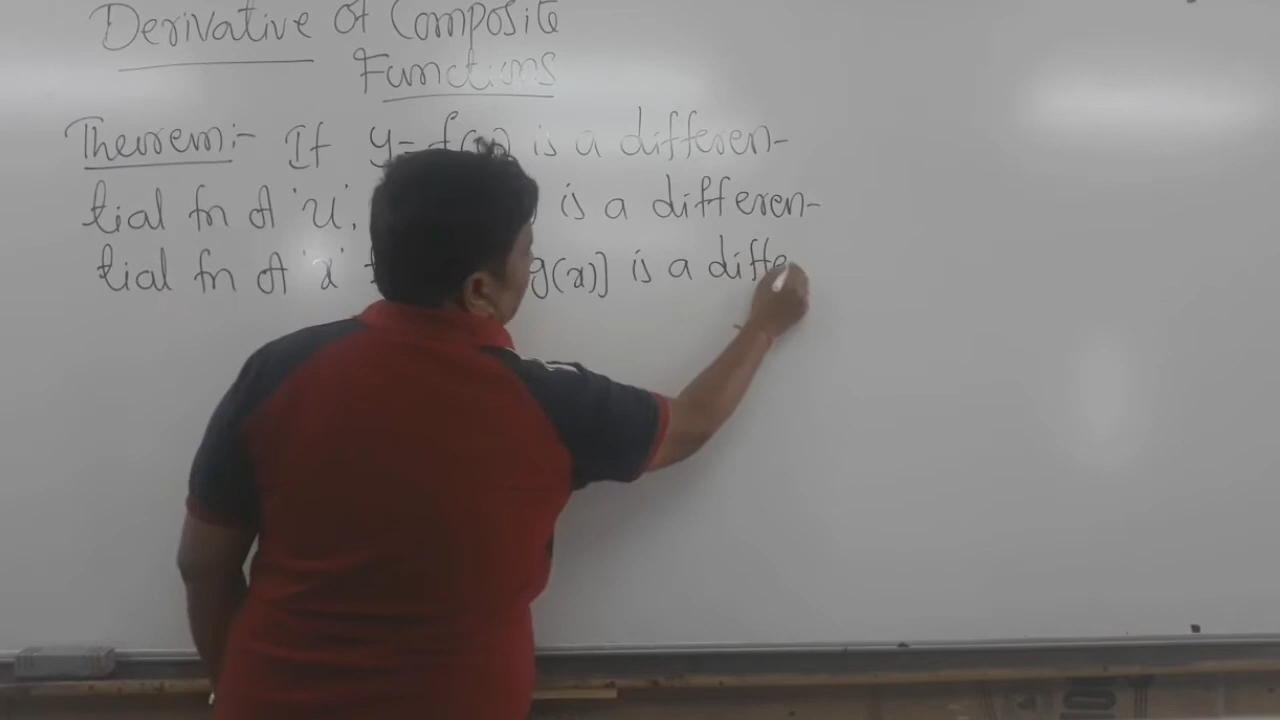 Derivative of Composite
Functions
Theorem:- If y= f(u) is a differen-
tial fn of 'u', is a differen-
tial fn of 'x' g(x)] is a diffe